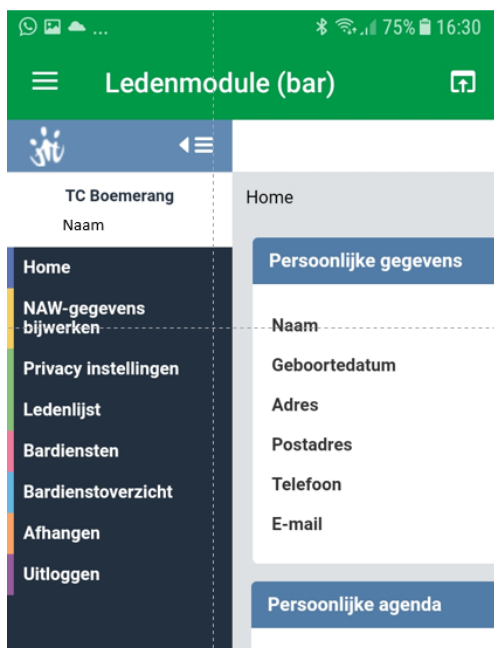 ... 75% 16:30
Ledenmodule (bar)
TC Boemerang
Naam
Home
NAW-gegevens
bijwerken
Privacy instellingen
Ledenlijst
Bardiensten
Bardienstoverzicht
Afhangen
Uitloggen
Home
Persoonlijke gegevens
Naam
Geboortedatum
Adres
Postadres
Telefoon
E-mail
Persoonlijke agenda